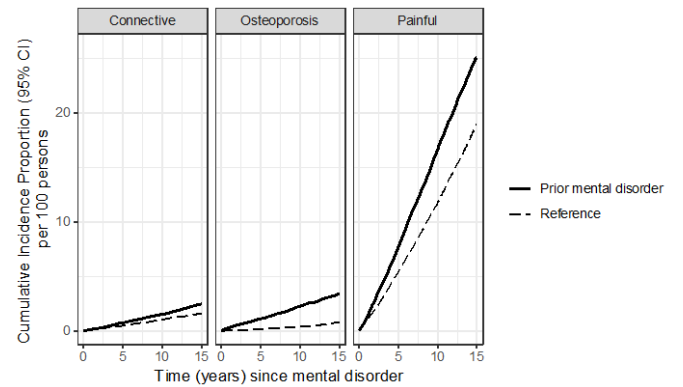 Connective Osteoporosis Painful
Cumulative Incidence Proportion (95% CI)
per 100 persons
20
10
0
0 5 10 15 0 5 10 15 0 5 10 15
Time (years) since mental disorder
Prior mental disorder
Reference